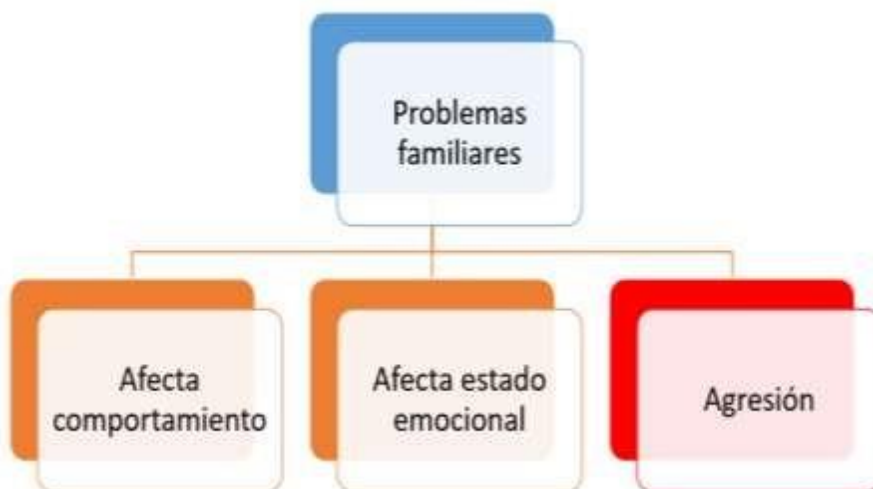 Problemas
familiares
Afecta
comportamiento
Afecta estado
emocional
Agresión